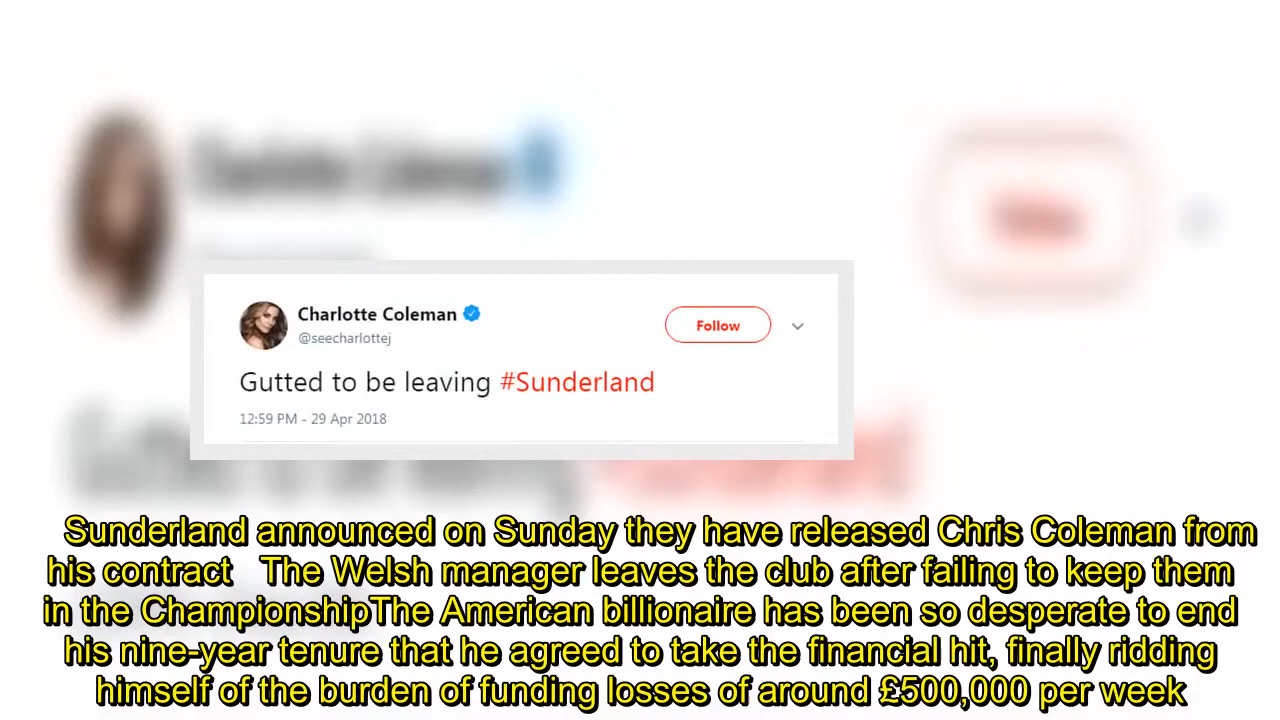 Charlotte Coleman
@seecharlottej
Follow
Gutted to be leaving #Sunderland
12:59 PM - 29 Apr 2018
Sunderland announced on Sunday they have released Chris Coleman from
his contract   The Welsh manager leaves the club after failing to keep them
in the ChampionshipThe American billionaire has been so desperate to end
his nine-year tenure that he agreed to take the financial hit, finally ridding
himself of the burden of funding losses of around £500,000 per week